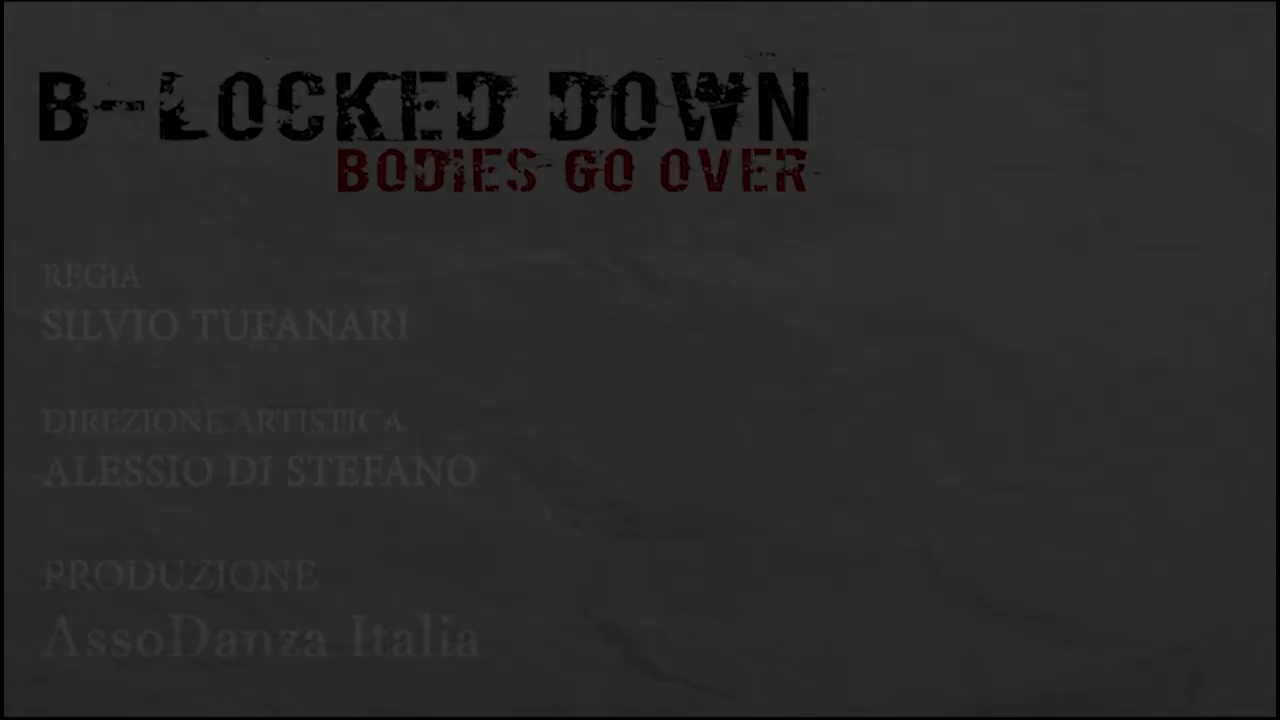 B-LOCKED DOWN
BODIES GO OVER
REGIA
SILVIO TUFANARI
DIREZIONE ARTISTICA
ALESSIO DI STEFANO
PRODUZIONE
AssoDanza Italia